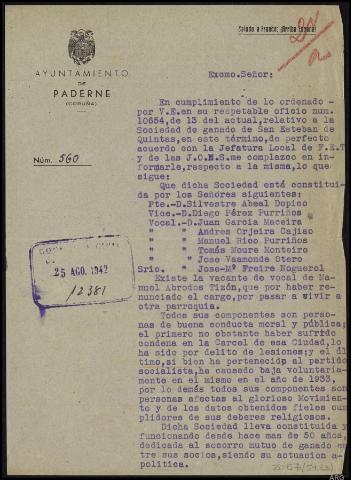 Saludo a Franco: ¡Arriba España!
AYUNTAMIENTO
DE
PADERNE
(CORUÑA)
Núm. 560
25 AGO. 1942
12381
Excmo. Señor:
En cumplimiento de lo ordenado -
por V.E. en su respetable oficio num.
10654, de 13 del actual, relativo a la
Sociedad de ganado de San Esteban de
Quintas, en este término, de perfecto
acuerdo con la Jefatura Local de F.E.T
y de las J.O.N.S. me complazco en in-
formarle, respecto a la misma, lo que
sigue:
Que dicha Sociedad está constitui-
da por los Señores siguientes:
Pte.-D. Silvestre Abeal Dopico
Vice.-D. Diego Pérez Purriños
Vocal.-D. Juan García Maceira
" " Andres Orjeira Cajiao
" " Manuel Rico Purriños
" " Tomás Moure Monteiro
" " Jose Vaamonde Otero
Srio. " Jose-Mª Freire Noguerol
Existe la vacante de vocal de Ma-
nuel Abrodos Tizón, que por haber re-
nunciado el cargo, por pasar a vivir a
otra parroquia.
Todos sus componentes son perso-
nas de buena conducta moral y pública;
el primero no obstante haber sufrido
condena en la Carcel de esa Ciudad, lo
ha sido por delito de lesiones; y el úl
timo, si bien ha pertenecido al partido
socialista, ha causado baja voluntaria-
mente en el mismo en el año de 1933,
por lo demás todos sus componentes son
personas afectas al glorioso Movimien-
to y de los datos obtenidos fieles cum-
plidores de sus deberes religiosos.
Dicha Sociedad lleva constituida y
funcionando desde hace mas de 50 años,
dedicada al socorro mutuo de ganado en
tre sus socios, siendo su actuación a-
política.
ARG